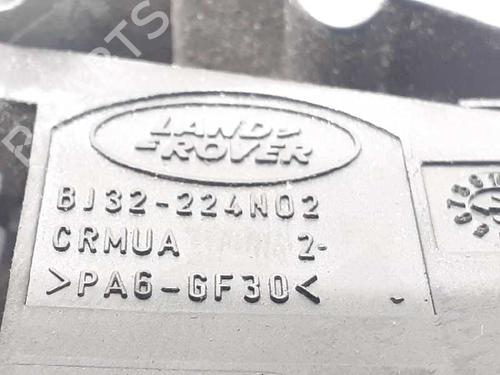 LAND
ROVER
BJ32-224N02
CRMUA 2-
>PA6-GF30<